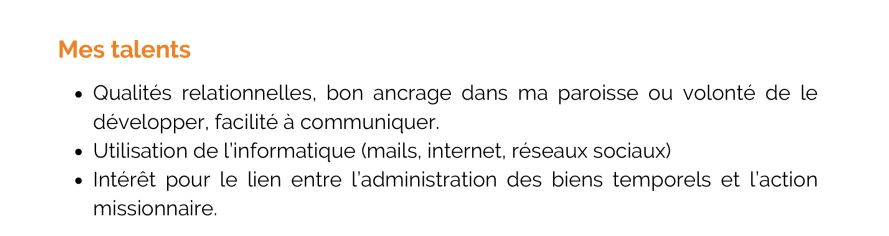 Mes talents
• Qualités relationnelles, bon ancrage dans ma paroisse ou volonté de le
développer, facilité à communiquer.
• Utilisation de l'informatique (mails, internet, réseaux sociaux)
• Intérêt pour le lien entre l'administration des biens temporels et l'action
missionnaire.